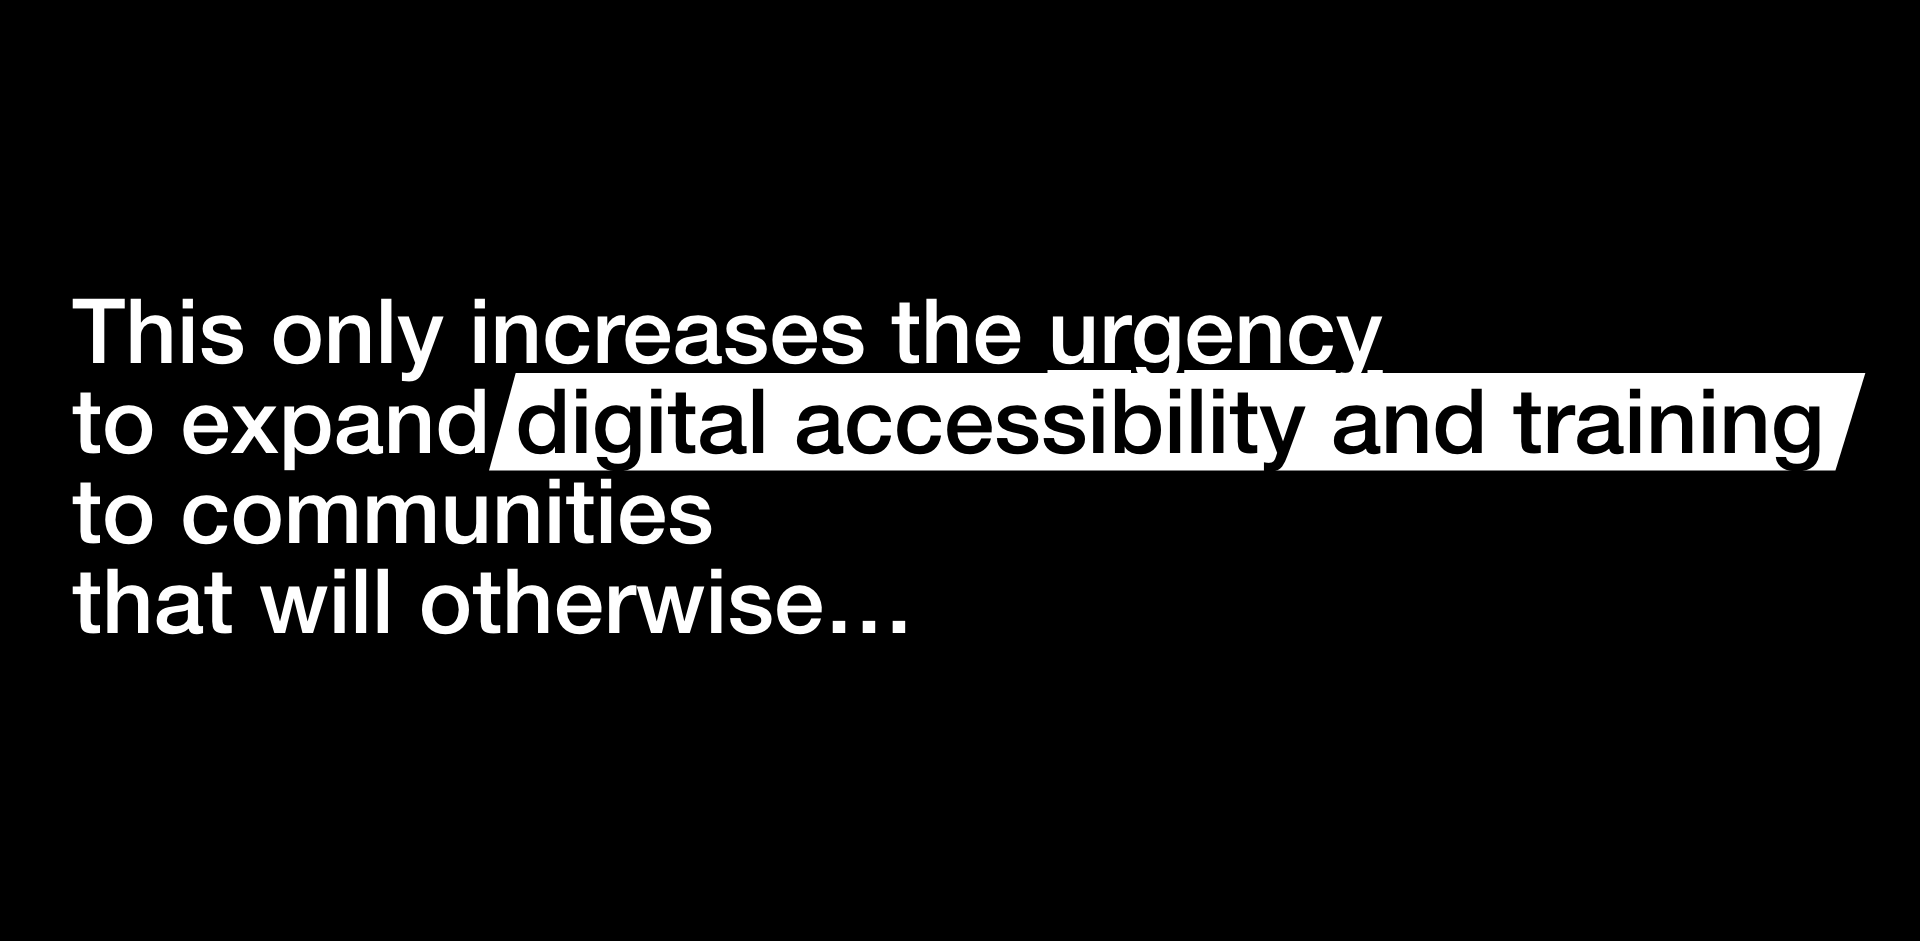 This only increases the urgency
to expand digital accessibility and training
to communities
that will otherwise...